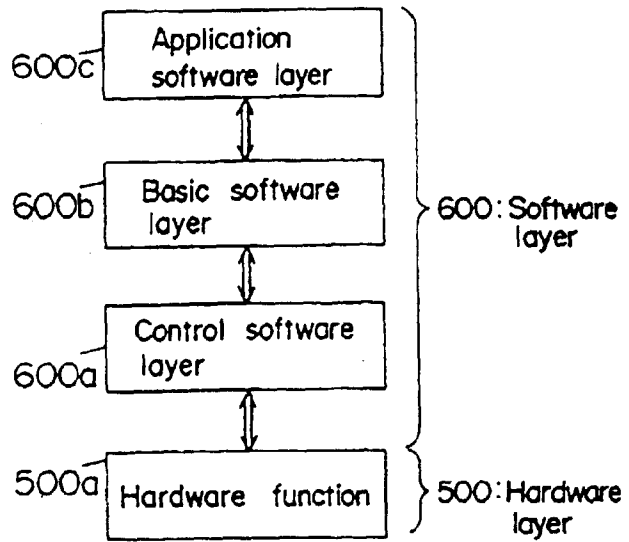 600c
Application
software layer
600b
Basic software
layer
600: Software
layer
600a
Control software
layer
500a
Hardware function
500: Hardware
layer